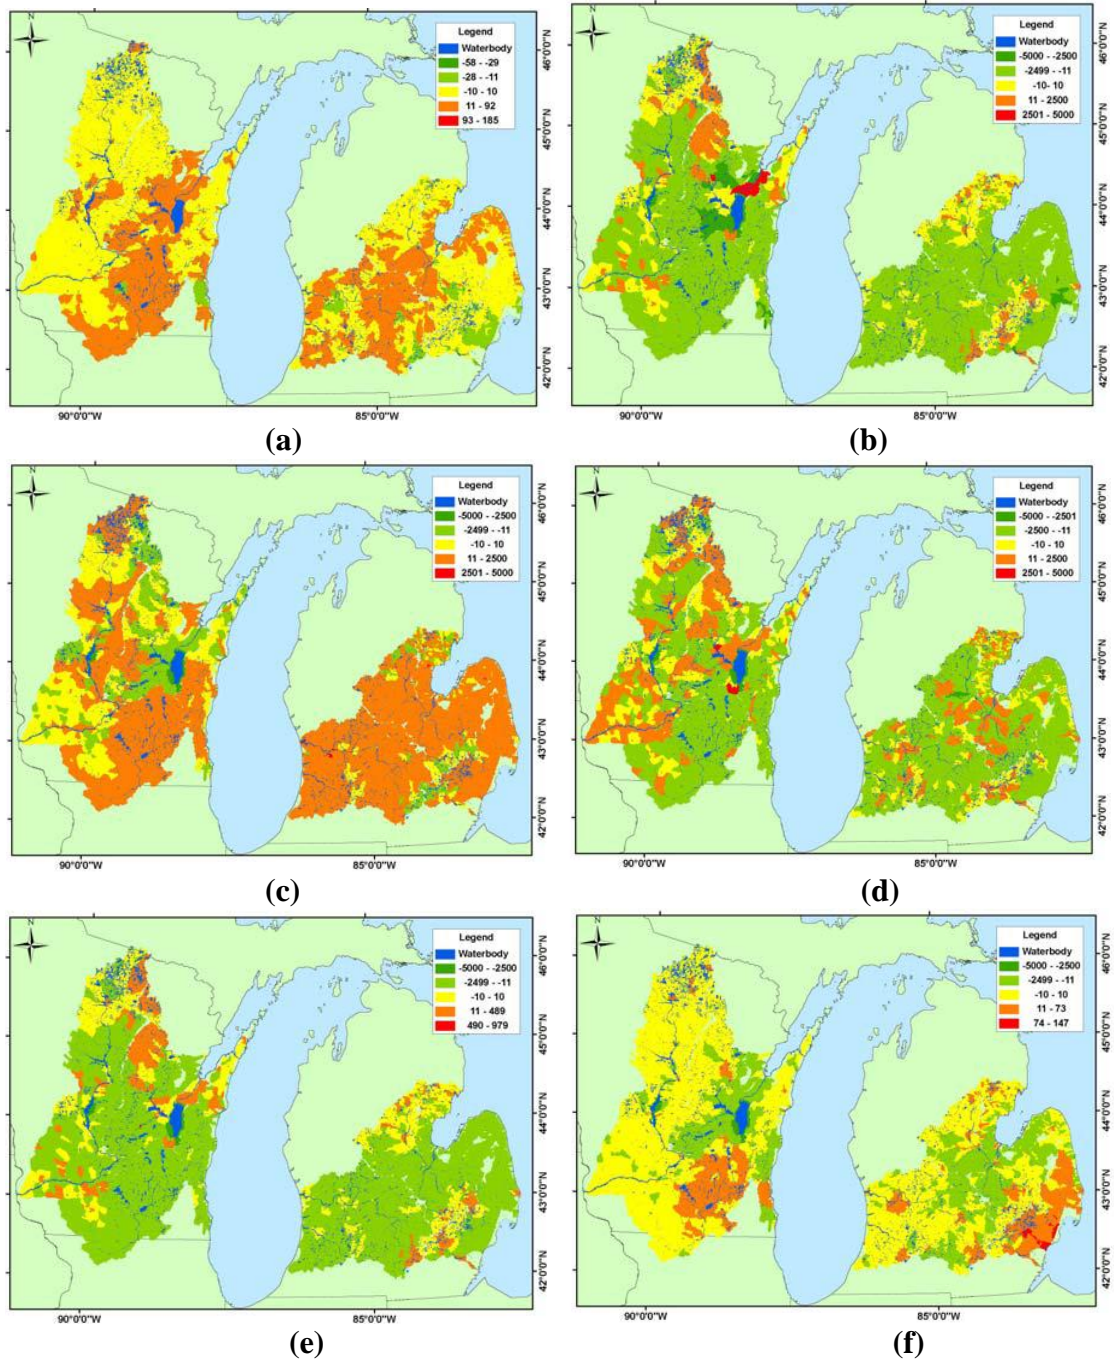 N
Legend
Waterbody
-58 - -29
-28 - -11
-10 - 10
11 - 92
93 - 185
46°0'0"N
45°0'0"N
44°0'0"N
43°0'0"N
42°0'0"N
90°0'0"W
85°0'0"W
(a)
N
Legend
Waterbody
-5000 - -2500
-2499 - -11
-10- 10
11 - 2500
2501 - 5000
46°0'0"N
45°0'0"N
44°0'0"N
43°0'0"N
42°0'0"N
90°0'0"W
85°0'0"W
(b)
N
Legend
Waterbody
-5000 - -2500
-2499 - -11
-10 - 10
11 - 2500
2501 - 5000
46°0'0"N
45°0'0"N
44°0'0"N
43°0'0"N
42°0'0"N
90°0'0"W
85°0'0"W
(c)
N
Legend
Waterbody
-5000 - -2501
-2500 - -11
-10 - 10
11 - 2500
2501 - 5000
46°0'0"N
45°0'0"N
44°0'0"N
43°0'0"N
42°0'0"N
90°0'0"W
85°0'0"W
(d)
N
Legend
Waterbody
-5000 - -2500
-2499 - -11
-10 - 10
11 - 489
490 - 979
46°0'0"N
45°0'0"N
44°0'0"N
43°0'0"N
42°0'0"N
90°0'0"W
85°0'0"W
(e)
N
Legend
Waterbody
-5000 - -2500
-2499 - -11
-10 - 10
11 - 73
74 - 147
46°0'0"N
45°0'0"N
44°0'0"N
43°0'0"N
42°0'0"N
90°0'0"W
85°0'0"W
(f)